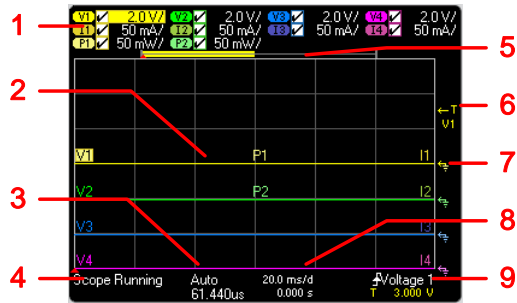 V1 2.0 V/ V2 2.0 V/ V3 2.0 V/ V4 2.0 V/
I1 50 mA/ I2 50 mA/ I3 50 mA/ I4 50 mA/
P1 50 mW/ P2 50 mW/
1
5
2
6
T
V1
V1 P1 I1
7
V2 P2 I2
3
V3 I3
8
V4 I4
4
Scope Running Auto 20.0 ms/d Voltage 1
61.440us 0.000 s T 3.000 V
9